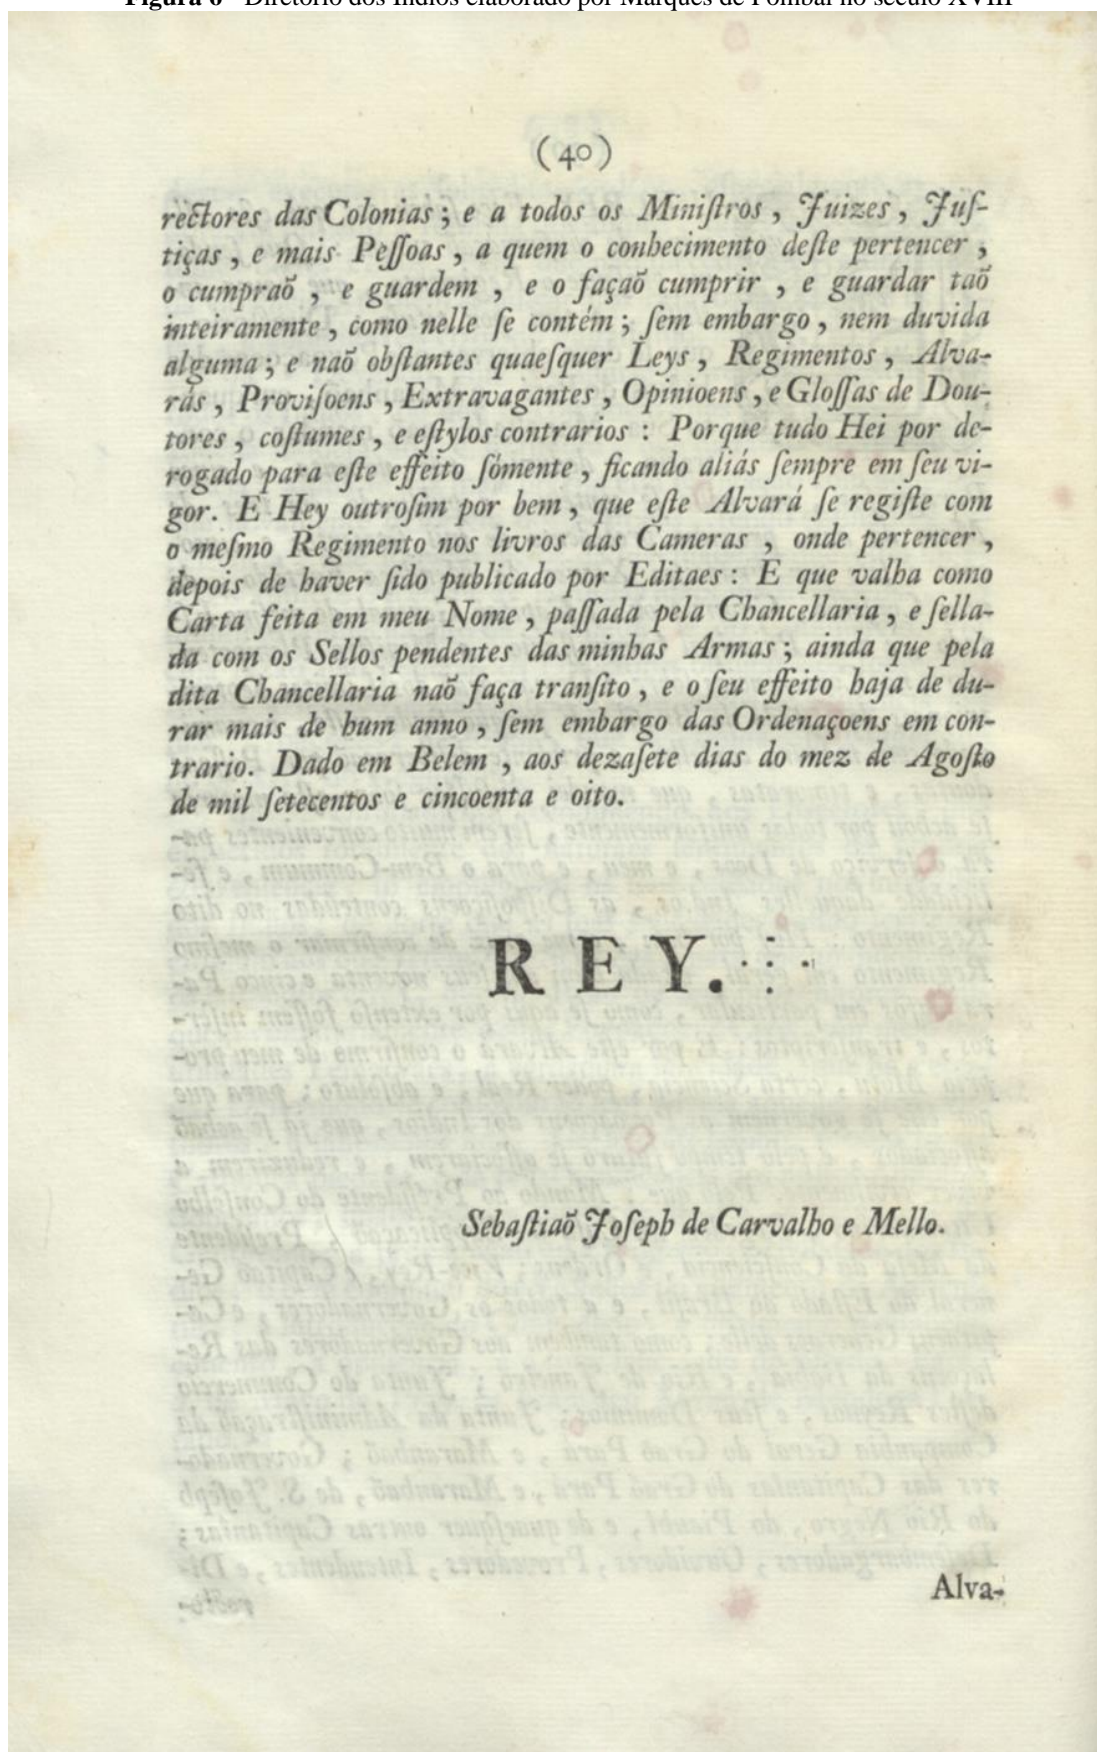 Figura 6 - Diretório dos Índios elaborado por Marquês de Pombal no século XVIII
(40)
rectores das Colonias; e a todos os Miniſtros, Juizes, Juſ-
tiças, e mais Peſſoas, a quem o conhecimento deſte pertencer,
o cumpraõ, e guardem, e o façaõ cumprir, e guardar taõ
inteiramente, como nelle ſe contém; ſem embargo, nem duvida
alguma; e naõ obſtantes quaeſquer Leys, Regimentos, Alva-
rás, Proviſoens, Extravagantes, Opinioens, e Gloſſas de Dou-
tores, coſtumes, e eſtylos contrarios: Porque tudo Hei por de-
rogado para eſte effeito ſómente, ficando aliás ſempre em ſeu vi-
gor. E Hey outroſim por bem, que eſte Alvará ſe regiſte com
o meſmo Regimento nos livros das Cameras, onde pertencer,
depois de haver ſido publicado por Editaes: E que valha como
Carta feita em meu Nome, paſſada pela Chancellaria, e ſella-
da com os Sellos pendentes das minhas Armas; ainda que pela
dita Chancellaria naõ faça tranſito, e o ſeu effeito haja de du-
rar mais de hum anno, ſem embargo das Ordenaçoens em con-
trario. Dado em Belem, aos dezaſete dias do mez de Agoſto
de mil ſetecentos e cincoenta e oito.
REY.
Sebaſtiaõ Joſeph de Carvalho e Mello.
Alva-